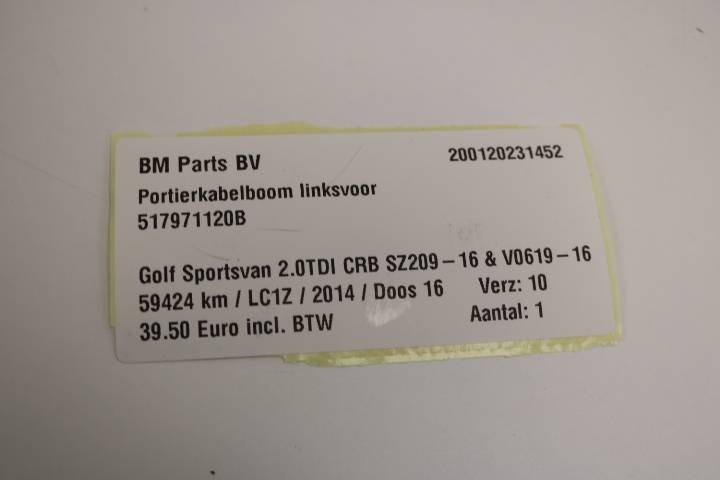 BM Parts BV 200120231452
Portierkabelboom linksvoor
517971120B
Golf Sportsvan 2.0TDI CRB SZ209-16 & V0619-16
59424 km / LC1Z / 2014 / Doos 16 Verz: 10
39.50 Euro incl. BTW Aantal: 1